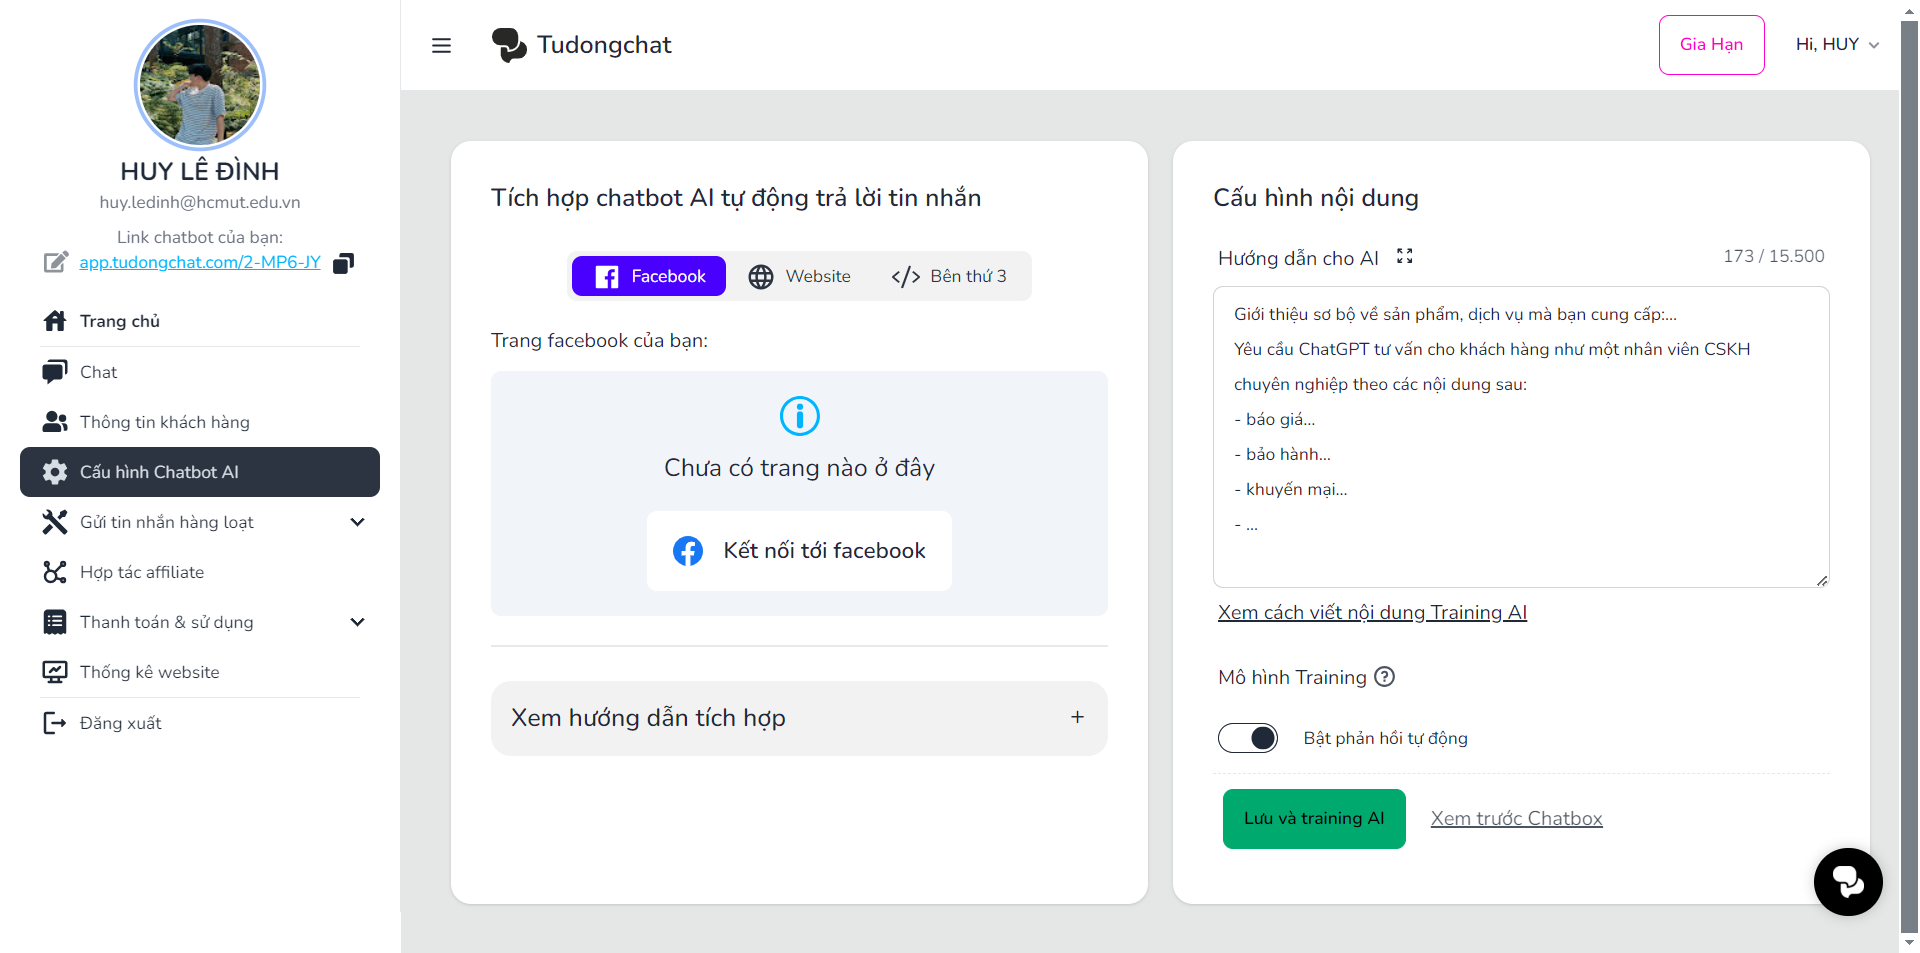 HUY LÊ ĐÌNH
huy.ledinh@hcmut.edu.vn
Link chatbot của bạn:
app.tudongchat.com/2-MP6-JY
Trang chủ
Chat
Thông tin khách hàng
Cấu hình Chatbot AI
Gửi tin nhắn hàng loạt
Hợp tác affiliate
Thanh toán & sử dụng
Thống kê website
Đăng xuất
Tudongchat
Gia Hạn
Hi, HUY
Tích hợp chatbot AI tự động trả lời tin nhắn
Facebook
Website
Bên thứ 3
Trang facebook của bạn:
Chưa có trang nào ở đây
Kết nối tới facebook
Xem hướng dẫn tích hợp
+
Cấu hình nội dung
Hướng dẫn cho AI
173 / 15.500
Giới thiệu sơ bộ về sản phẩm, dịch vụ mà bạn cung cấp:...
Yêu cầu ChatGPT tư vấn cho khách hàng như một nhân viên CSKH
chuyên nghiệp theo các nội dung sau:
- báo giá...
- bảo hành...
- khuyến mại...
- ...
Xem cách viết nội dung Training AI
Mô hình Training
Bật phản hồi tự động
Lưu và training AI
Xem trước Chatbox